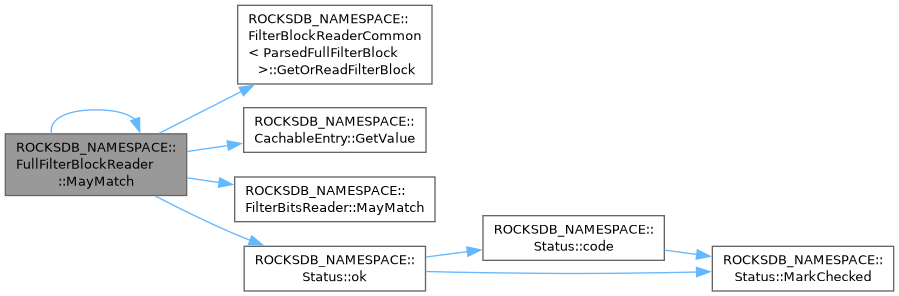 ROCKSDB_NAMESPACE::
FullFilterBlockReader
::MayMatch
ROCKSDB_NAMESPACE::
FilterBlockReaderCommon
< ParsedFullFilterBlock
>::GetOrReadFilterBlock
ROCKSDB_NAMESPACE::
CachableEntry::GetValue
ROCKSDB_NAMESPACE::
FilterBitsReader::MayMatch
ROCKSDB_NAMESPACE::
Status::ok
ROCKSDB_NAMESPACE::
Status::code
ROCKSDB_NAMESPACE::
Status::MarkChecked